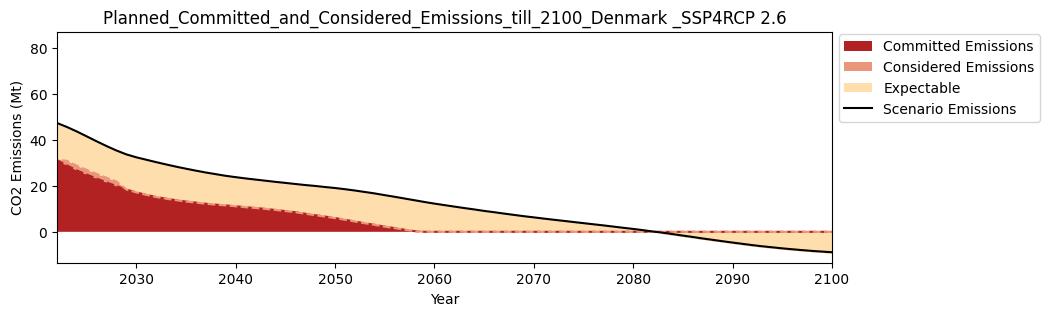 Planned_Committed_and_Considered_Emissions_till_2100_Denmark _SSP4RCP 2.6
80
60
40
20
0
CO2 Emissions (Mt)
2030
2040
2050
2060
2070
2080
2090
2100
Year
Committed Emissions
Considered Emissions
Expectable
Scenario Emissions